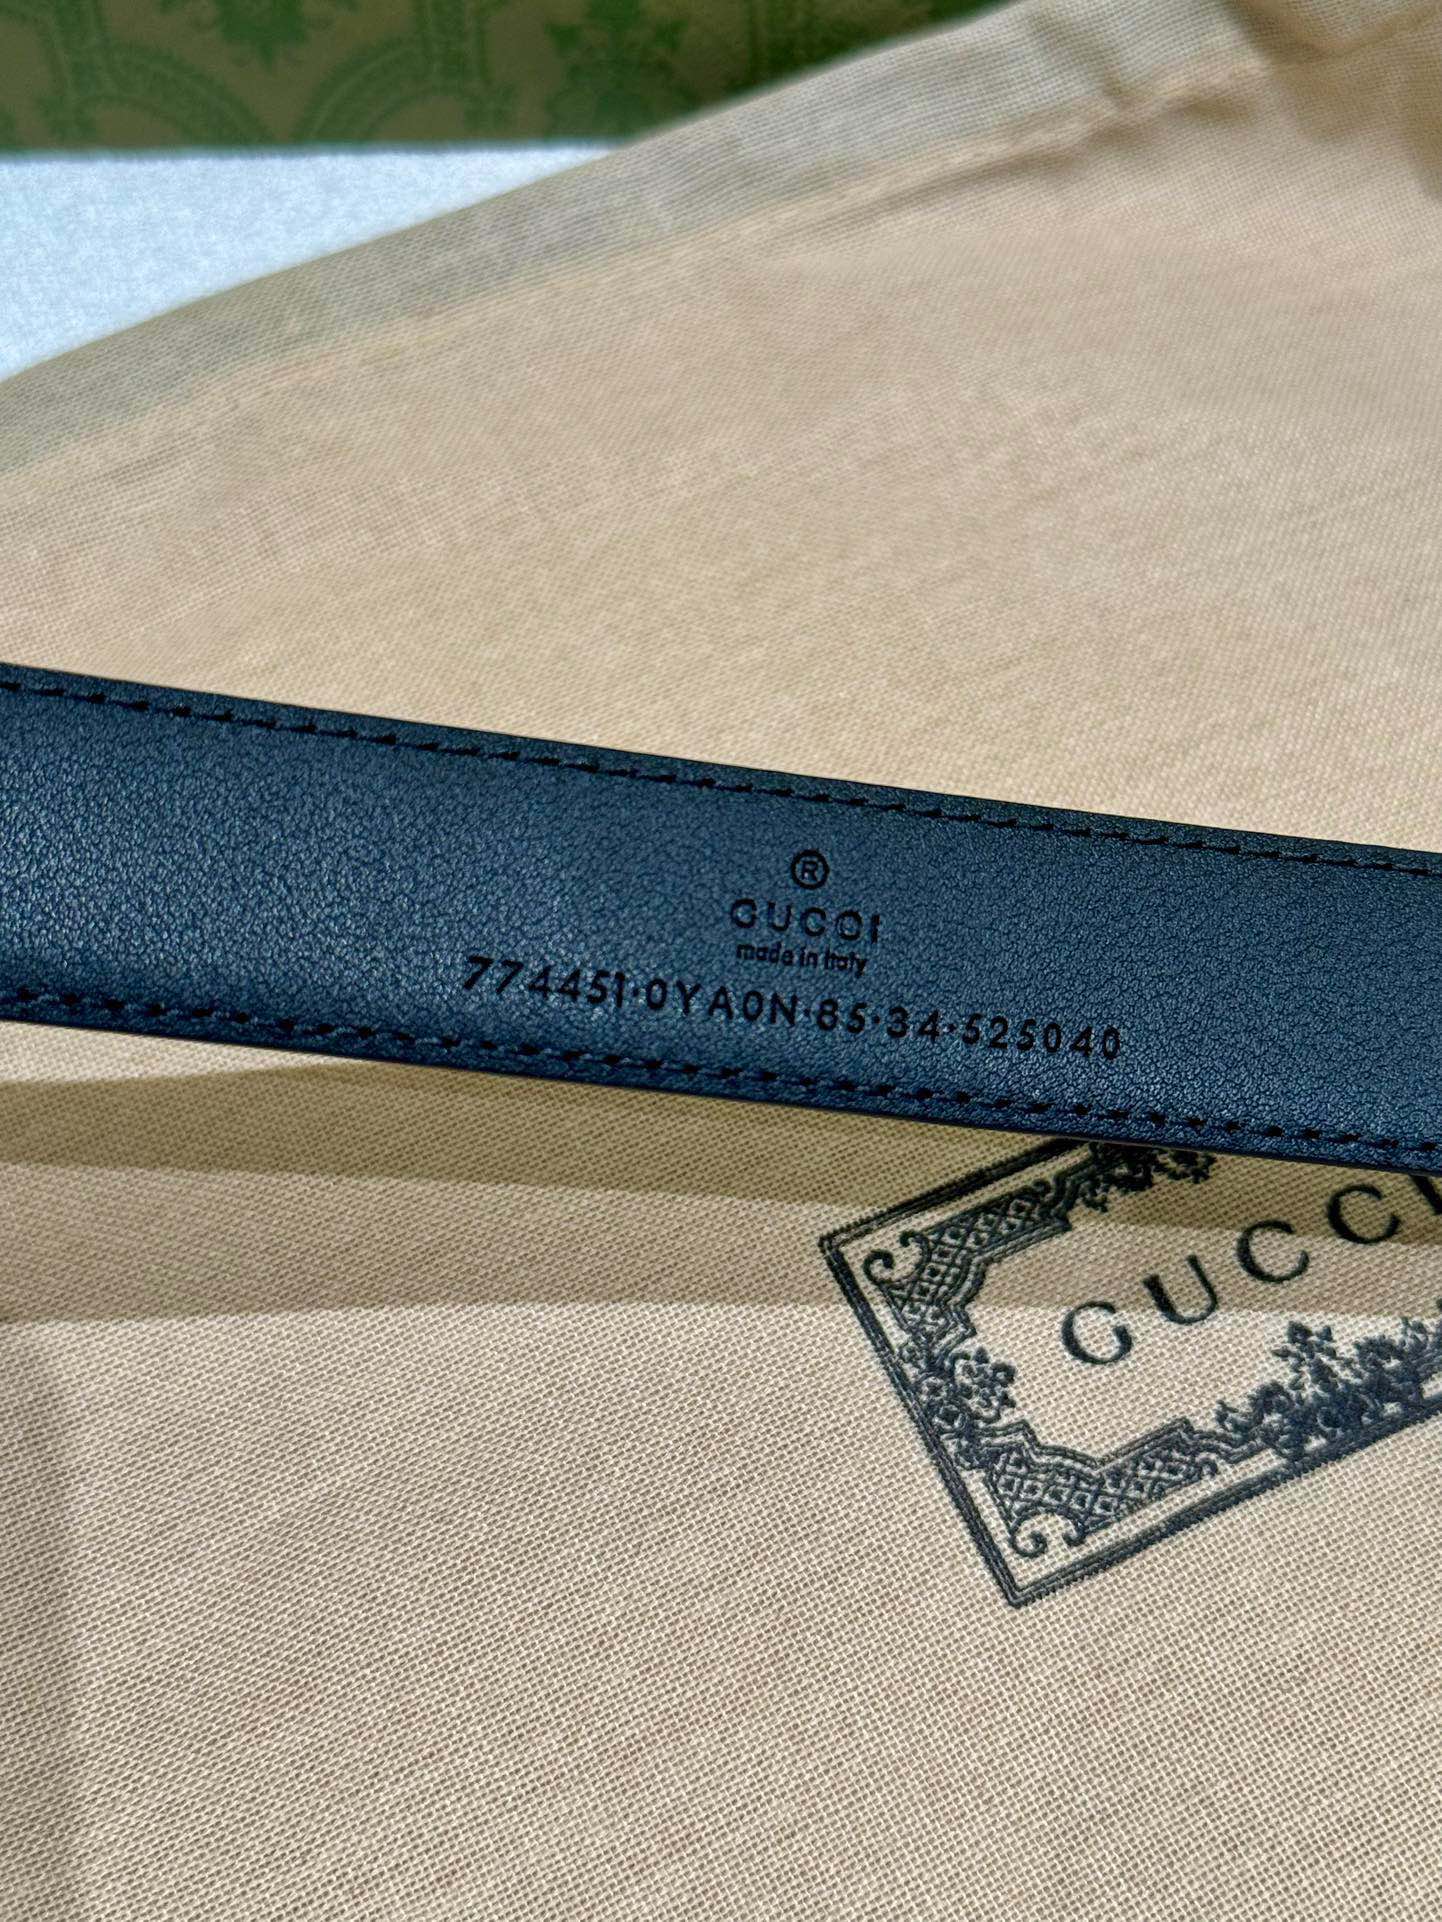 ®
GUCCI
made in Italy
774451·0YA0N·85·34·525040
GUCCI